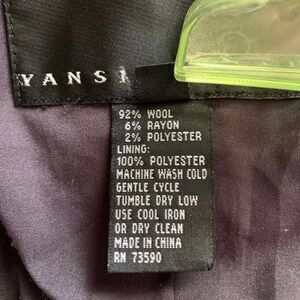 YANSI
92% WOOL
6% RAYON
2% POLYESTER
LINING:
100% POLYESTER
MACHINE WASH COLD
GENTLE CYCLE
TUMBLE DRY LOW
USE COOL IRON
OR DRY CLEAN
MADE IN CHINA
RN 73590